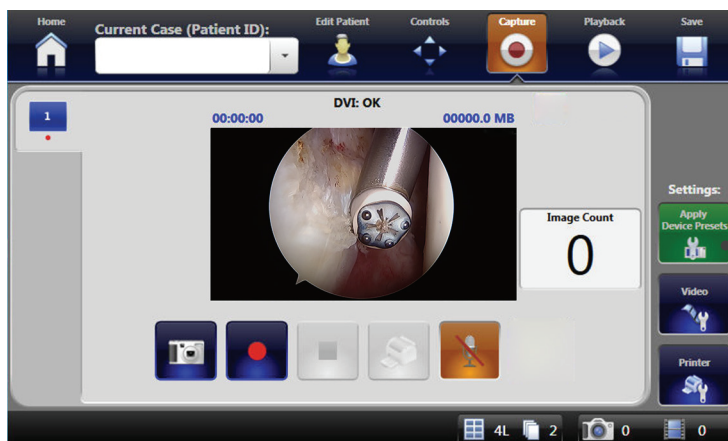 Home
Current Case (Patient ID):
Edit Patient
Controls
Capture
Playback
Save
1
DVI: OK
00:00:00
00000.0 MB
Image Count
0
Settings:
Apply
Device Presets
Video
Printer
4L
2
0
0